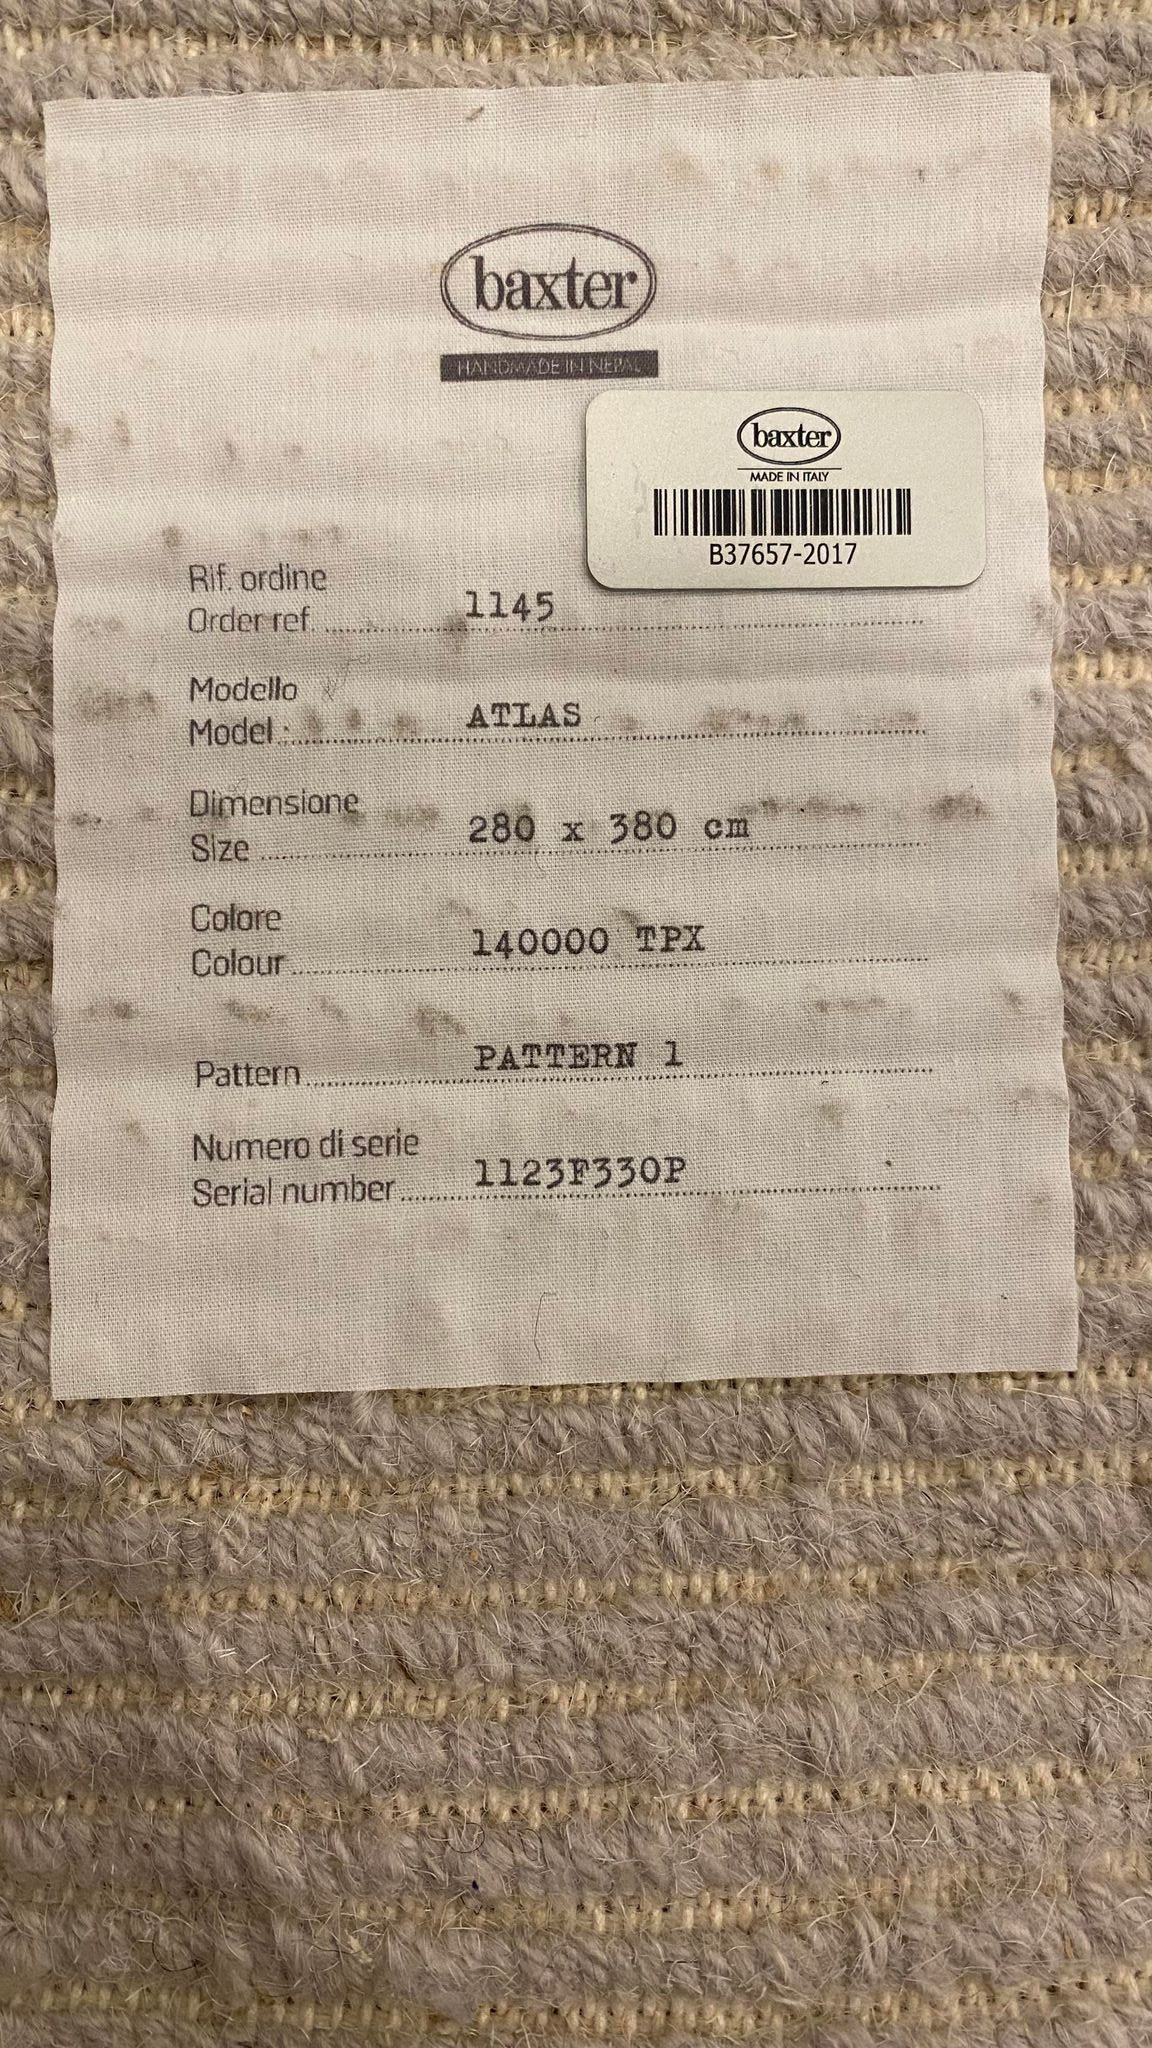 baxter
HANDMADE IN NEPAL
baxter
MADE IN ITALY
B37657-2017
Rif. ordine
Order ref. 1145
Modello
Model : ATLAS
Dimensione
Size 280 x 380 cm
Colore
Colour 140000 TPX
Pattern PATTERN 1
Numero di serie
Serial number 1123F330P